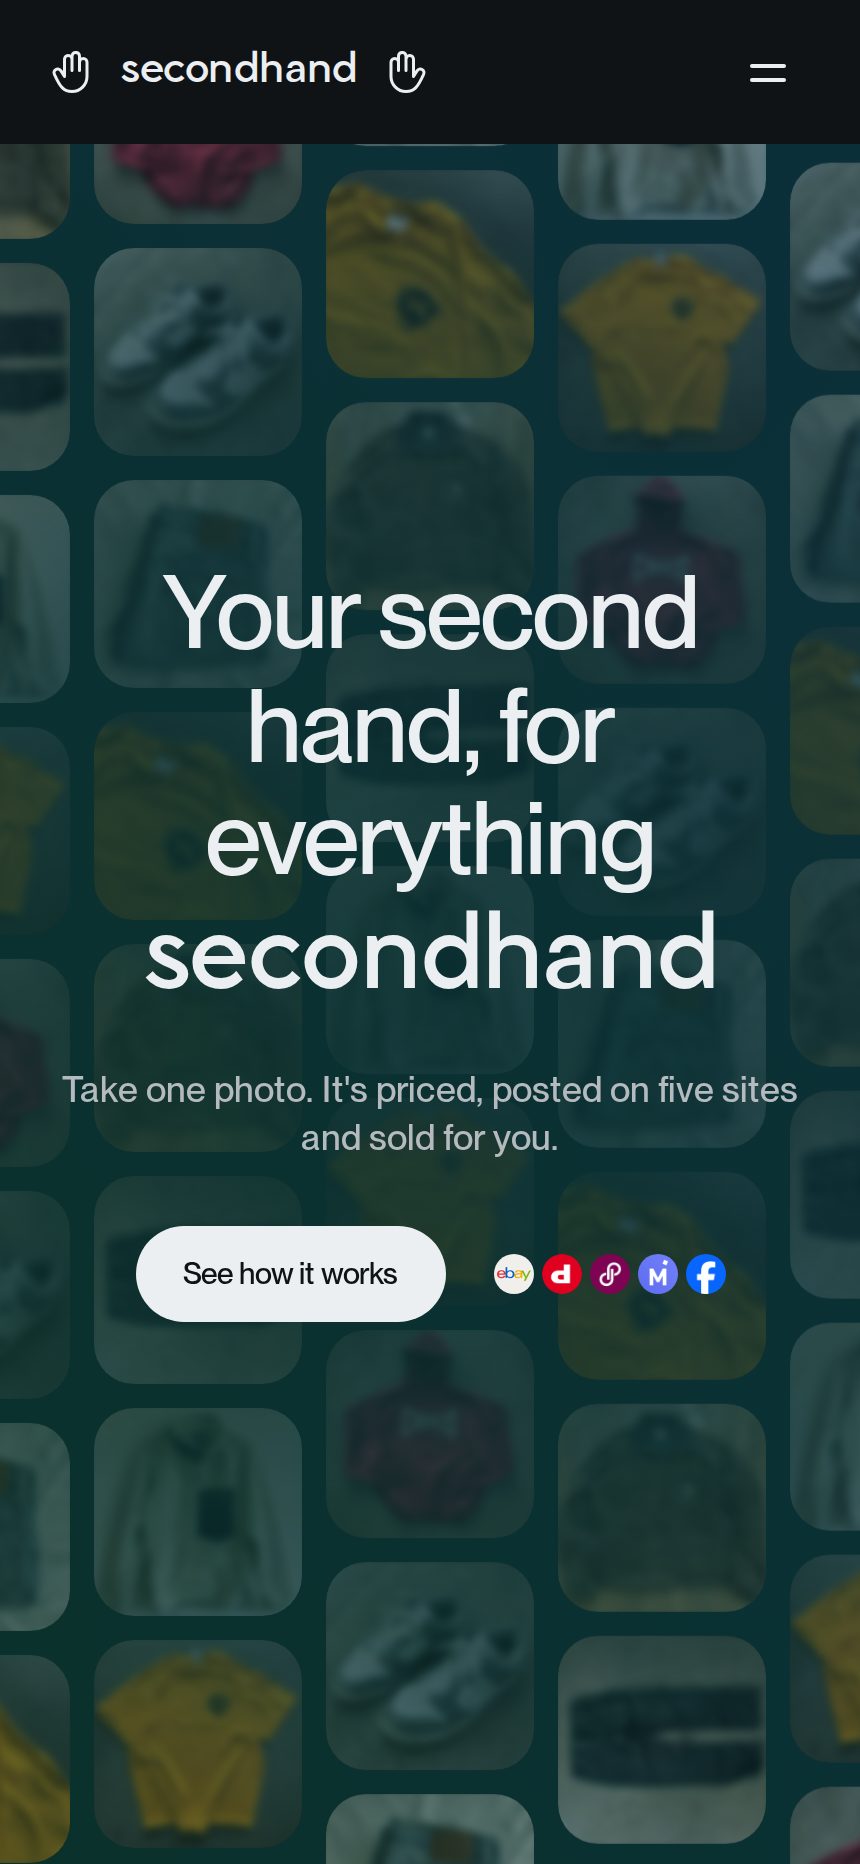 secondhand
Your second
hand, for
everything
secondhand
Take one photo. It's priced, posted on five sites
and sold for you.
See how it works
ebay